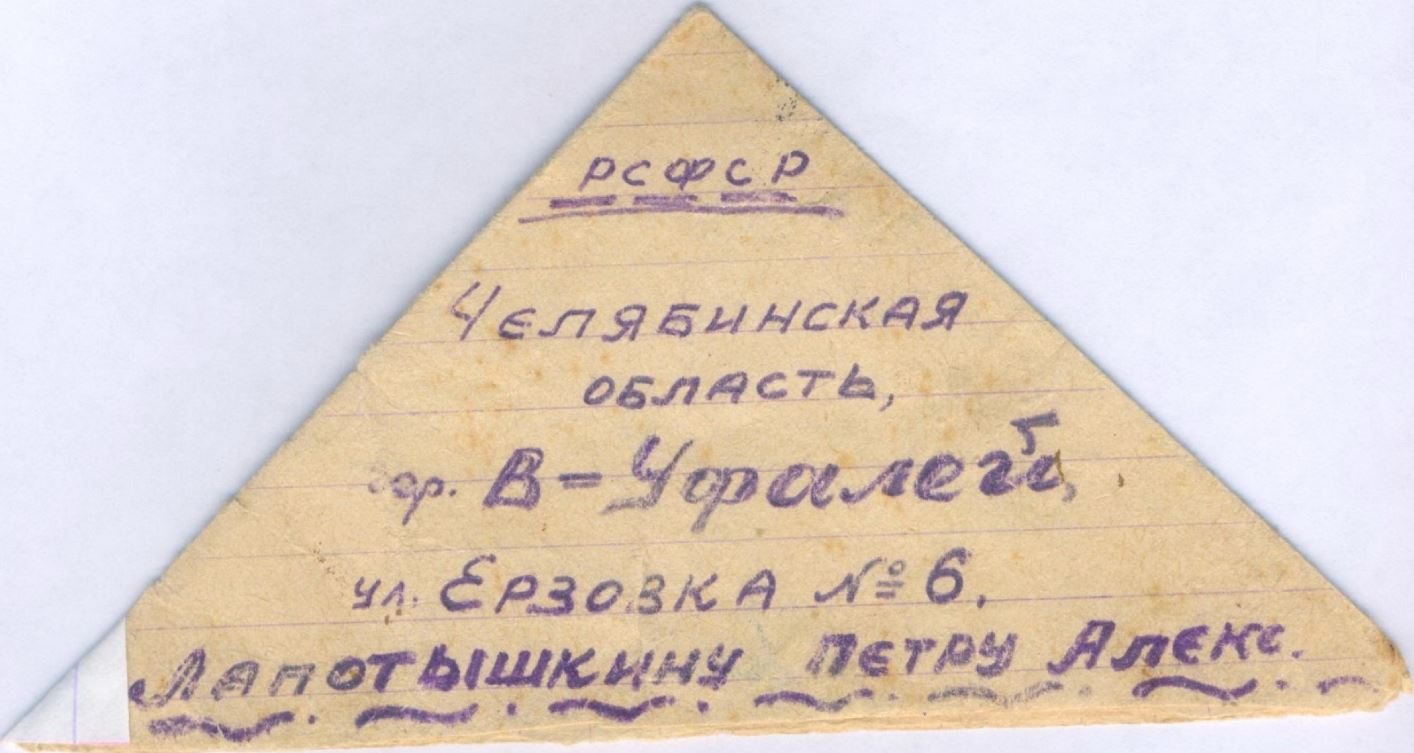 РСФСР
ЧЕЛЯБИНСКАЯ
ОБЛАСТЬ,
гор. В-Уфалей,
ул. ЕРЗОВКА № 6.
ЛАПОТЫШКИНУ ПЕТРУ АЛЕКС.